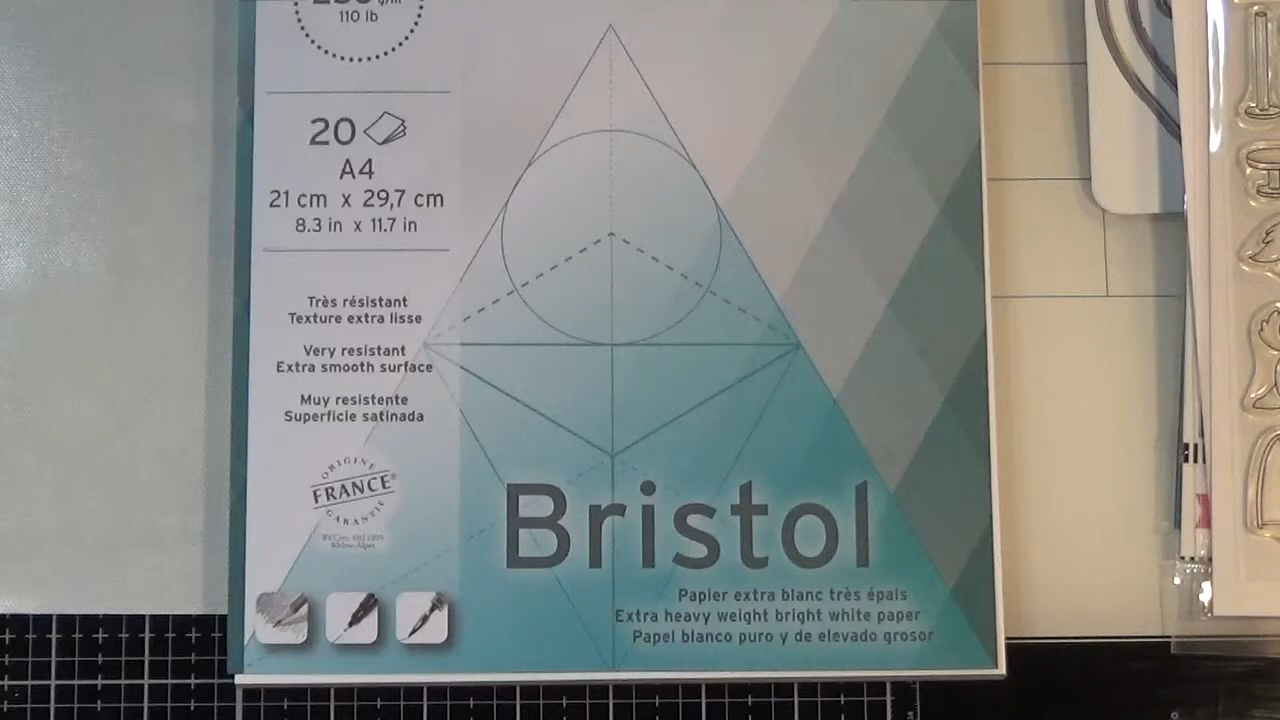 110 lb
20
A4
21 cm x 29,7 cm
8.3 in x 11.7 in
Très résistant
Texture extra lisse
Very resistant
Extra smooth surface
Muy resistente
Superficie satinada
ORIGINE
FRANCE
GARANTIE
Bristol
Papier extra blanc très épais
Extra heavy weight bright white paper
Papel blanco puro y de elevado grosor